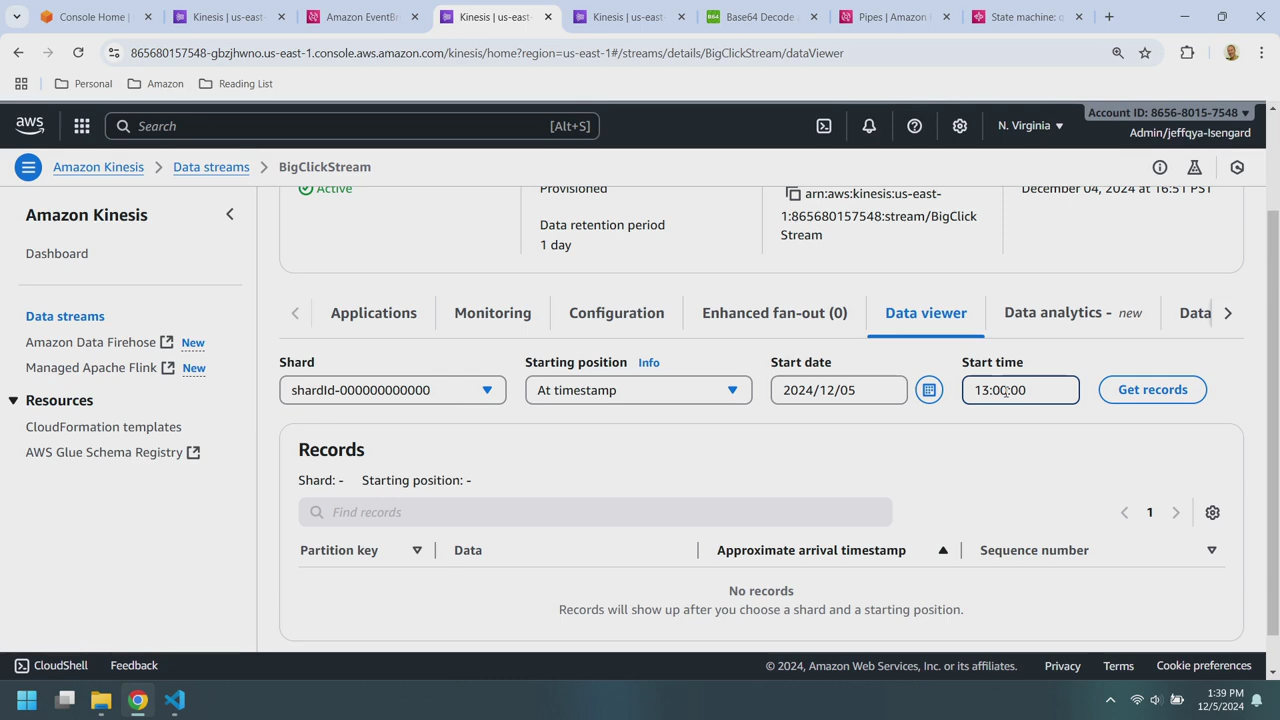 Console Home |
Kinesis | us-east-
Amazon EventBr
Kinesis | us-east-
Kinesis | us-east-
Base64 Decode
Pipes | Amazon
State machine: q
865680157548-gbzjhwno.us-east-1.console.aws.amazon.com/kinesis/home?region=us-east-1#/streams/details/BigClickStream/dataViewer
Personal
Amazon
Reading List
aws
Search
[Alt+S]
N. Virginia
Account ID: 8656-8015-7548
Admin/jeffqya-Isengard
Amazon Kinesis
Data streams
BigClickStream
Amazon Kinesis
Dashboard
Data streams
Amazon Data Firehose New
Managed Apache Flink New
Resources
CloudFormation templates
AWS Glue Schema Registry
Active
Provisioned
Data retention period
1 day
arn:aws:kinesis:us-east-
1:865680157548:stream/BigClick
Stream
December 04, 2024 at 16:51 PST
Applications
Monitoring
Configuration
Enhanced fan-out (0)
Data viewer
Data analytics - new
Data
Shard
shardId-000000000000
Starting position Info
At timestamp
Start date
2024/12/05
Start time
13:00:00
Get records
Records
Shard: - Starting position: -
Find records
1
Partition key
Data
Approximate arrival timestamp
Sequence number
No records
Records will show up after you choose a shard and a starting position.
CloudShell
Feedback
© 2024, Amazon Web Services, Inc. or its affiliates.
Privacy
Terms
Cookie preferences
1:39 PM
12/5/2024